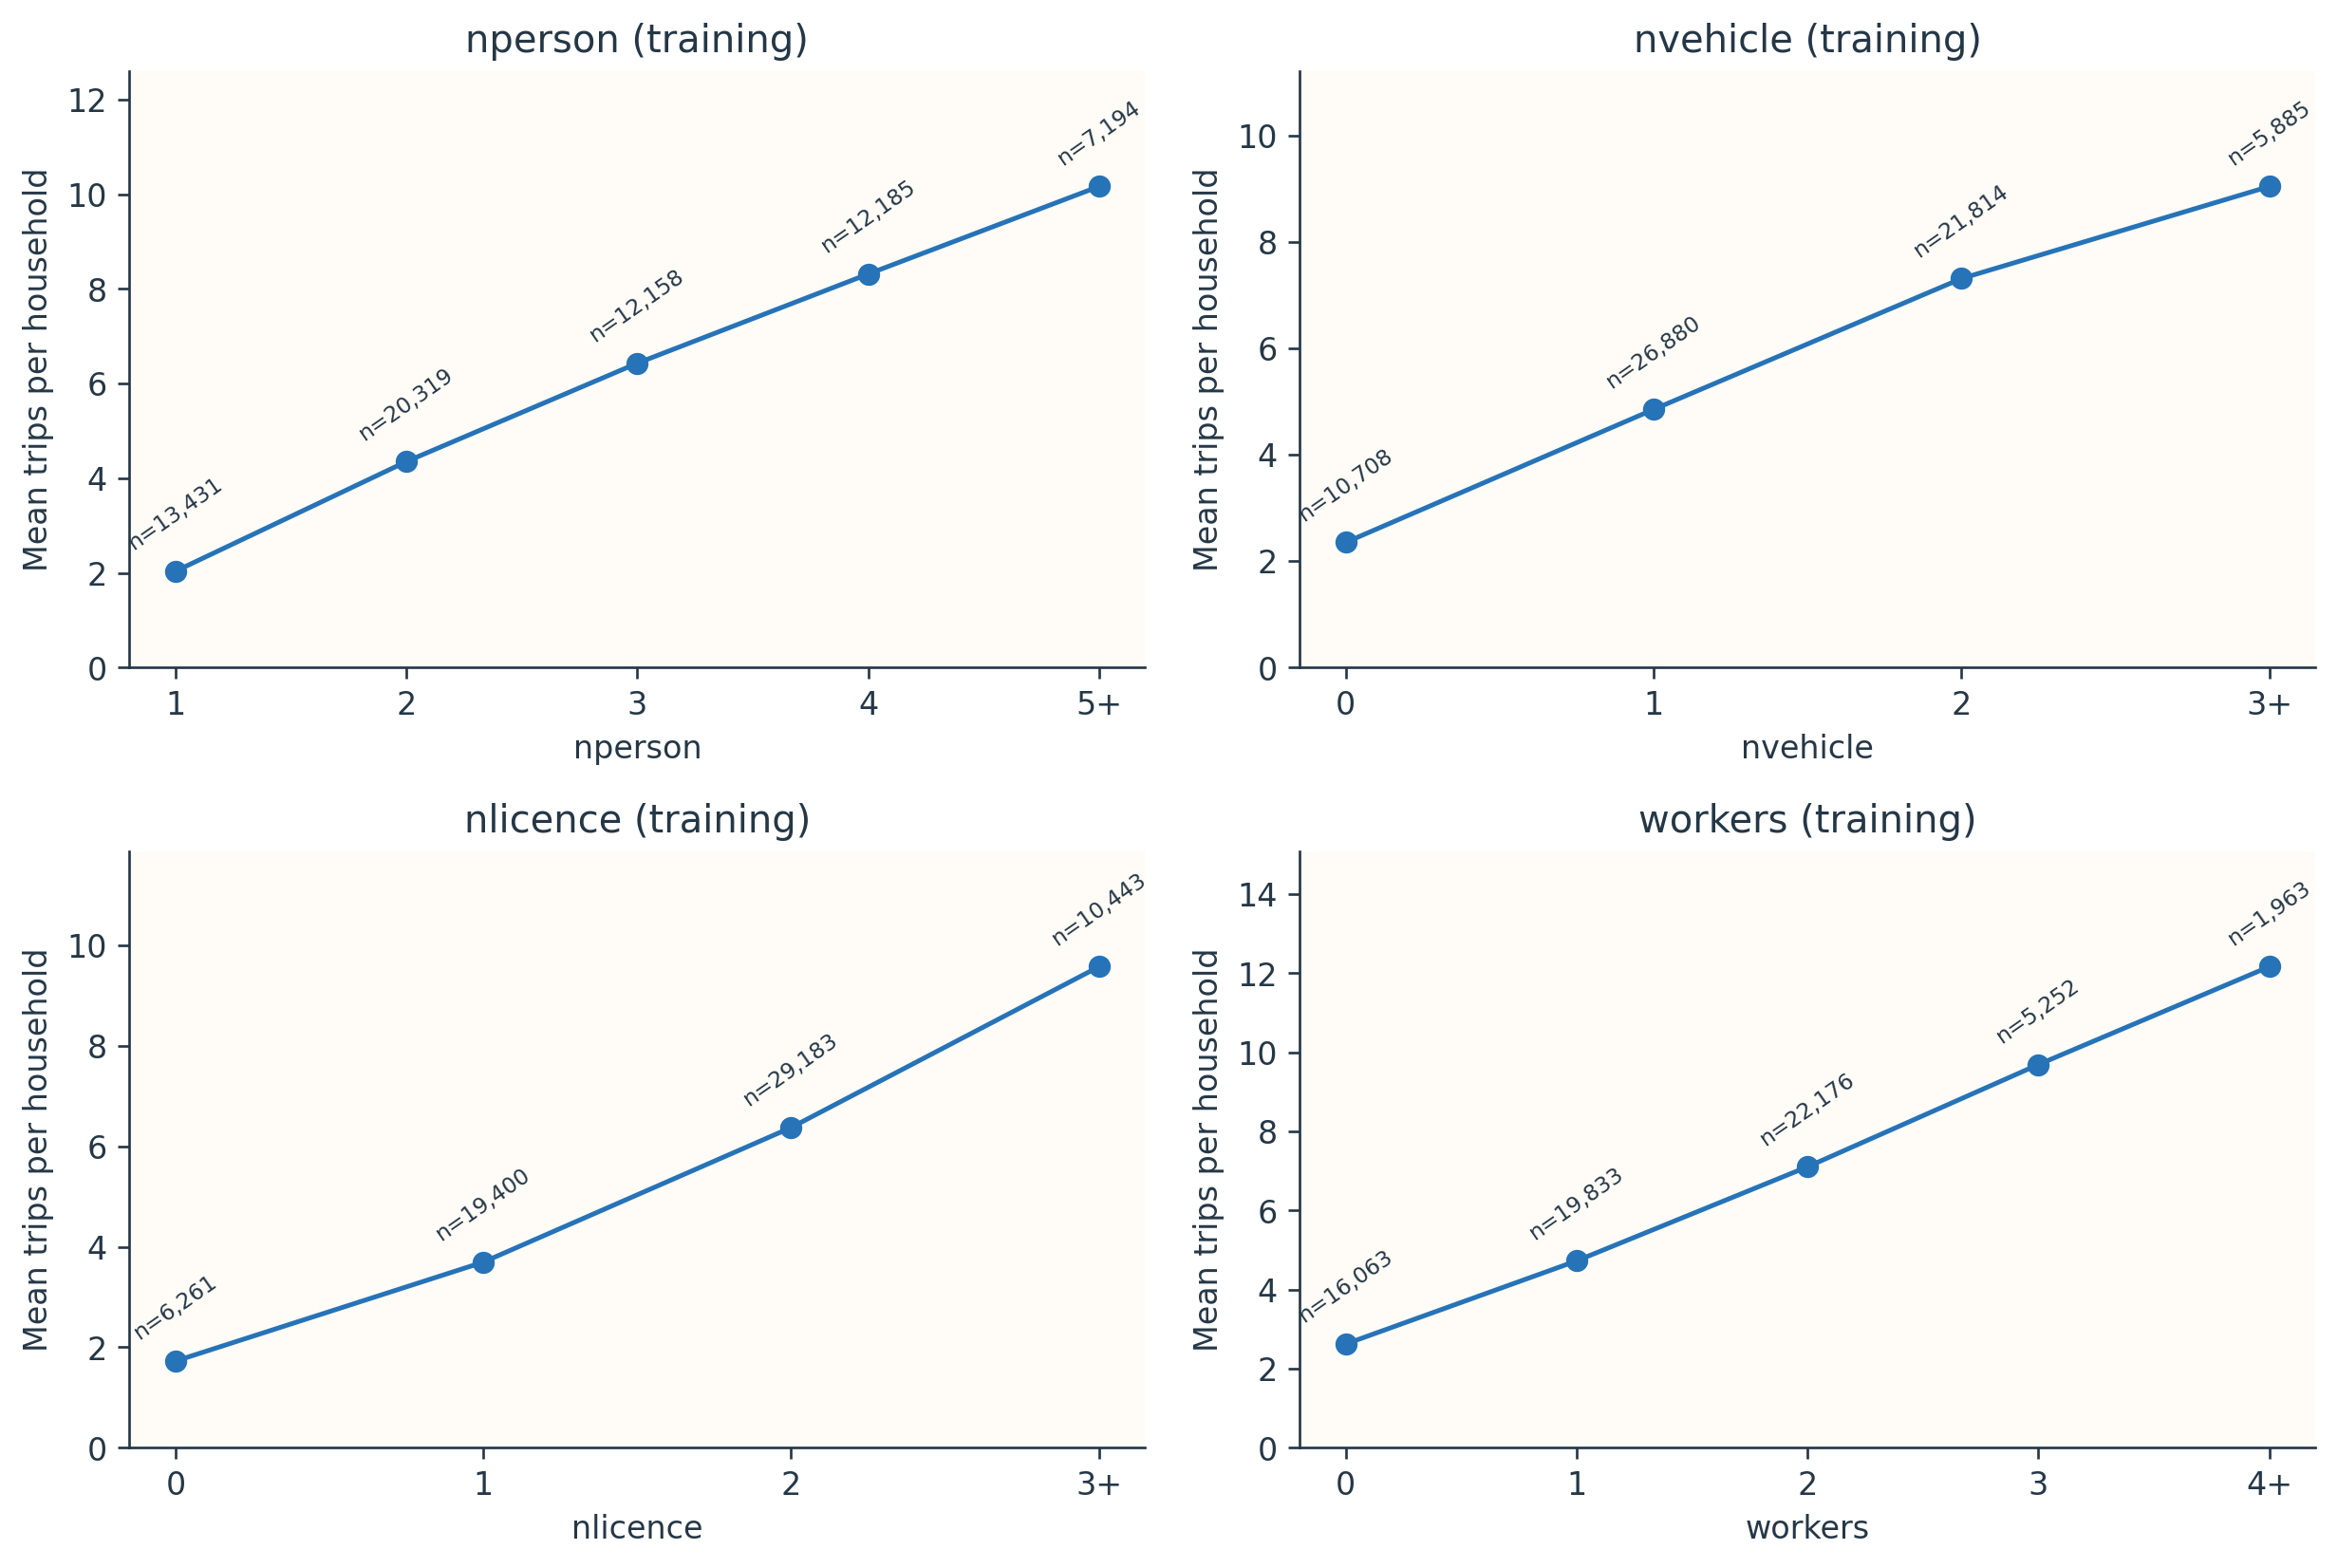 nperson (training)
Mean trips per household
12
10
8
6
4
2
0
n=13,431
n=20,319
n=12,158
n=12,185
n=7,194
1 2 3 4 5+
nperson
nvehicle (training)
Mean trips per household
10
8
6
4
2
0
n=10,708
n=26,880
n=21,814
n=5,885
0 1 2 3+
nvehicle
nlicence (training)
Mean trips per household
10
8
6
4
2
0
n=6,261
n=19,400
n=29,183
n=10,443
0 1 2 3+
nlicence
workers (training)
Mean trips per household
14
12
10
8
6
4
2
0
n=16,063
n=19,833
n=22,176
n=5,252
n=1,963
0 1 2 3 4+
workers